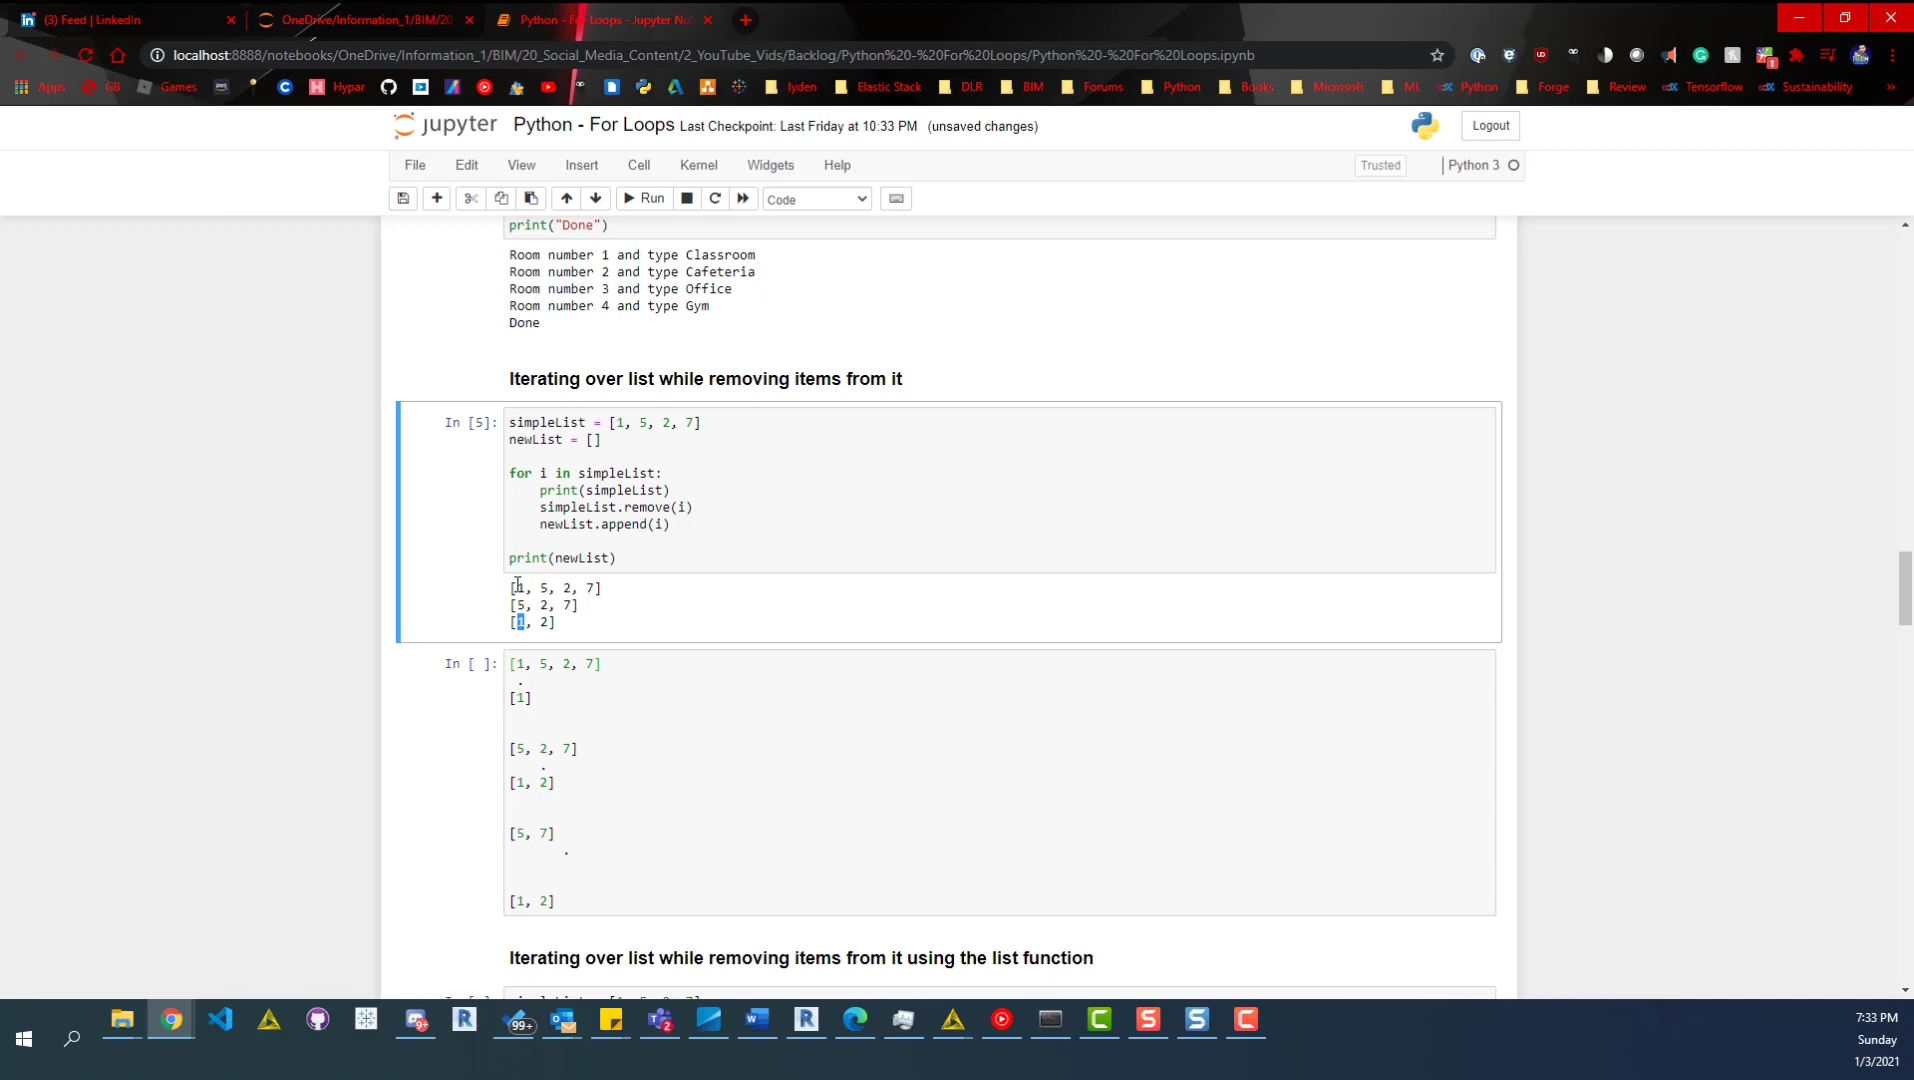 (3) Feed | LinkedIn
OneDrive/Information_1/BIM/20
Python - For Loops - Jupyter No
localhost:8888/notebooks/OneDrive/Information_1/BIM/20_Social_Media_Content/2_YouTube_Vids/Backlog/Python%20-%20For%20Loops/Python%20-%20For%20Loops.ipynb
Apps GB Games Hypar Iyden Elastic Stack DLR BIM Forums Python Books Microsoft ML Python Forge Review Tensorflow Sustainability »
jupyter Python - For Loops Last Checkpoint: Last Friday at 10:33 PM (unsaved changes) Logout
File Edit View Insert Cell Kernel Widgets Help Trusted Python 3
Run Code
print("Done")
Room number 1 and type Classroom
Room number 2 and type Cafeteria
Room number 3 and type Office
Room number 4 and type Gym
Done
Iterating over list while removing items from it
In [5]: simpleList = [1, 5, 2, 7]
newList = []
for i in simpleList:
print(simpleList)
simpleList.remove(i)
newList.append(i)
print(newList)
[1, 5, 2, 7]
[5, 2, 7]
[1, 2]
In [ ]: [1, 5, 2, 7]
.
[1]
[5, 2, 7]
.
[1, 2]
[5, 7]
.
[1, 2]
Iterating over list while removing items from it using the list function
99+
7:33 PM
Sunday
1/3/2021